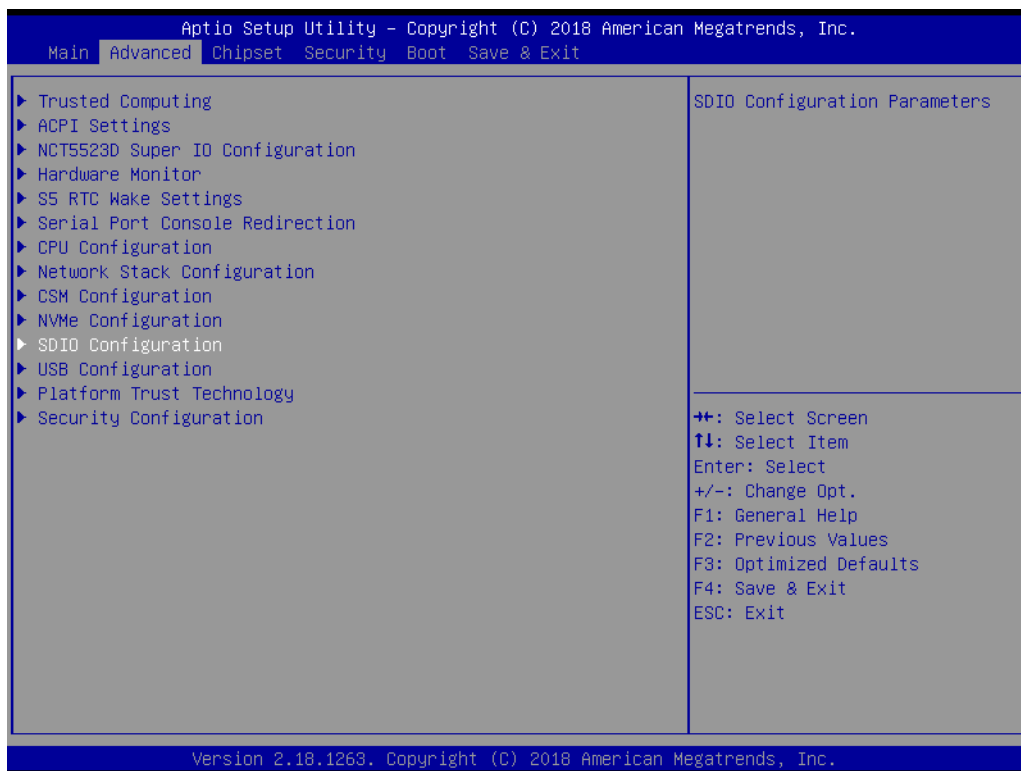 Aptio Setup Utility – Copyright (C) 2018 American Megatrends, Inc.
Main Advanced Chipset Security Boot Save & Exit
▶ Trusted Computing
▶ ACPI Settings
▶ NCT5523D Super IO Configuration
▶ Hardware Monitor
▶ S5 RTC Wake Settings
▶ Serial Port Console Redirection
▶ CPU Configuration
▶ Network Stack Configuration
▶ CSM Configuration
▶ NVMe Configuration
▶ SDIO Configuration
▶ USB Configuration
▶ Platform Trust Technology
▶ Security Configuration
SDIO Configuration Parameters
→←: Select Screen
↑↓: Select Item
Enter: Select
+/-: Change Opt.
F1: General Help
F2: Previous Values
F3: Optimized Defaults
F4: Save & Exit
ESC: Exit
Version 2.18.1263. Copyright (C) 2018 American Megatrends, Inc.